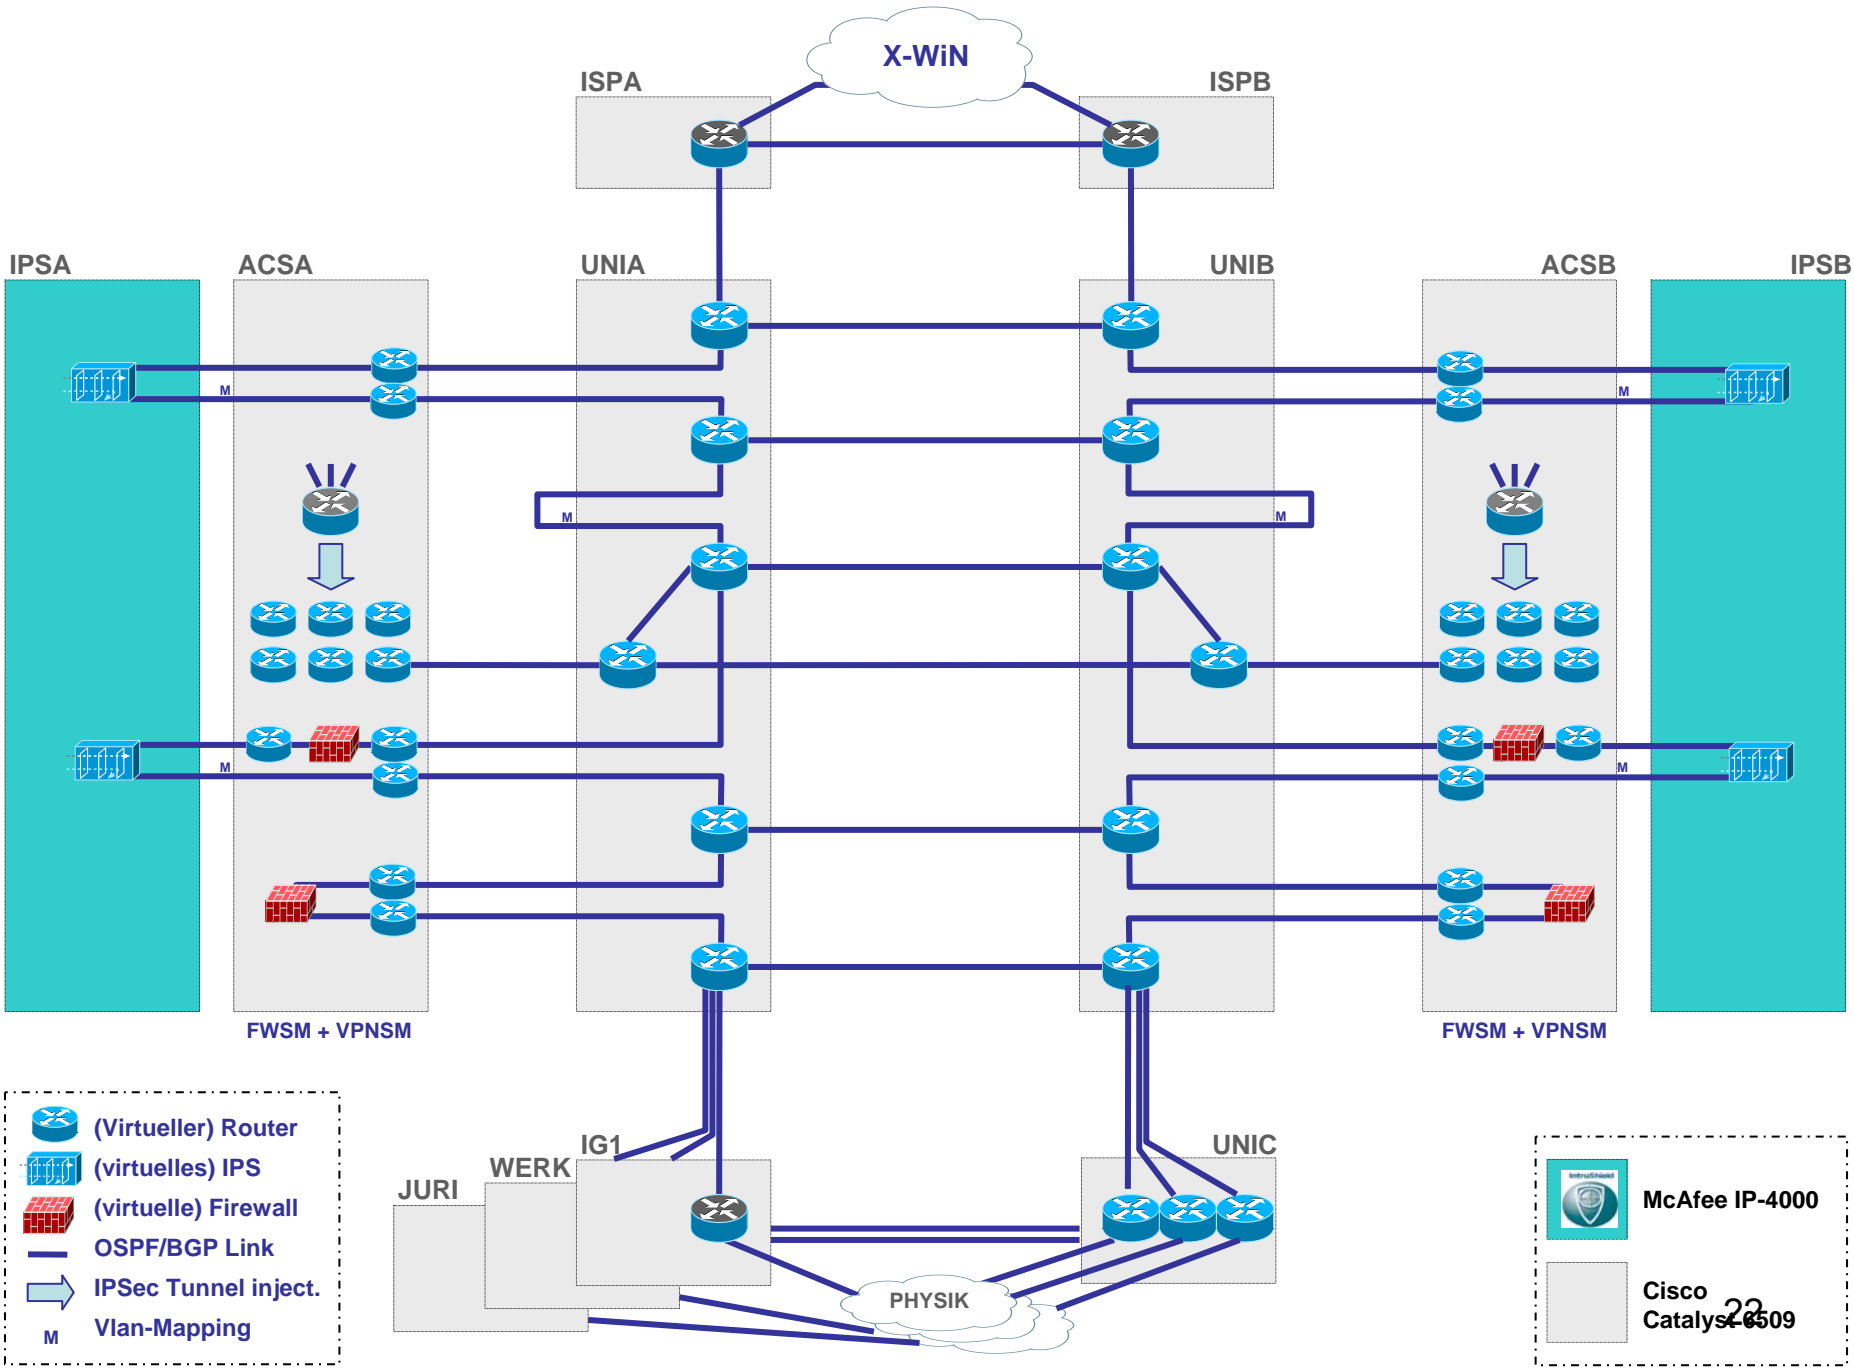 X-WiN
ISPA
ISPB
IPSA
ACSA
UNIA
UNIB
ACSB
IPSB
M
M
M
M
M
M
FWSM + VPNSM
FWSM + VPNSM
(Virtueller) Router
(virtuelles) IPS
(virtuelle) Firewall
OSPF/BGP Link
IPSec Tunnel inject.
M Vlan-Mapping
JURI
WERK
IG1
UNIC
PHYSIK
IntruShield
McAfee IP-4000
Cisco
Catalyst 6509
22